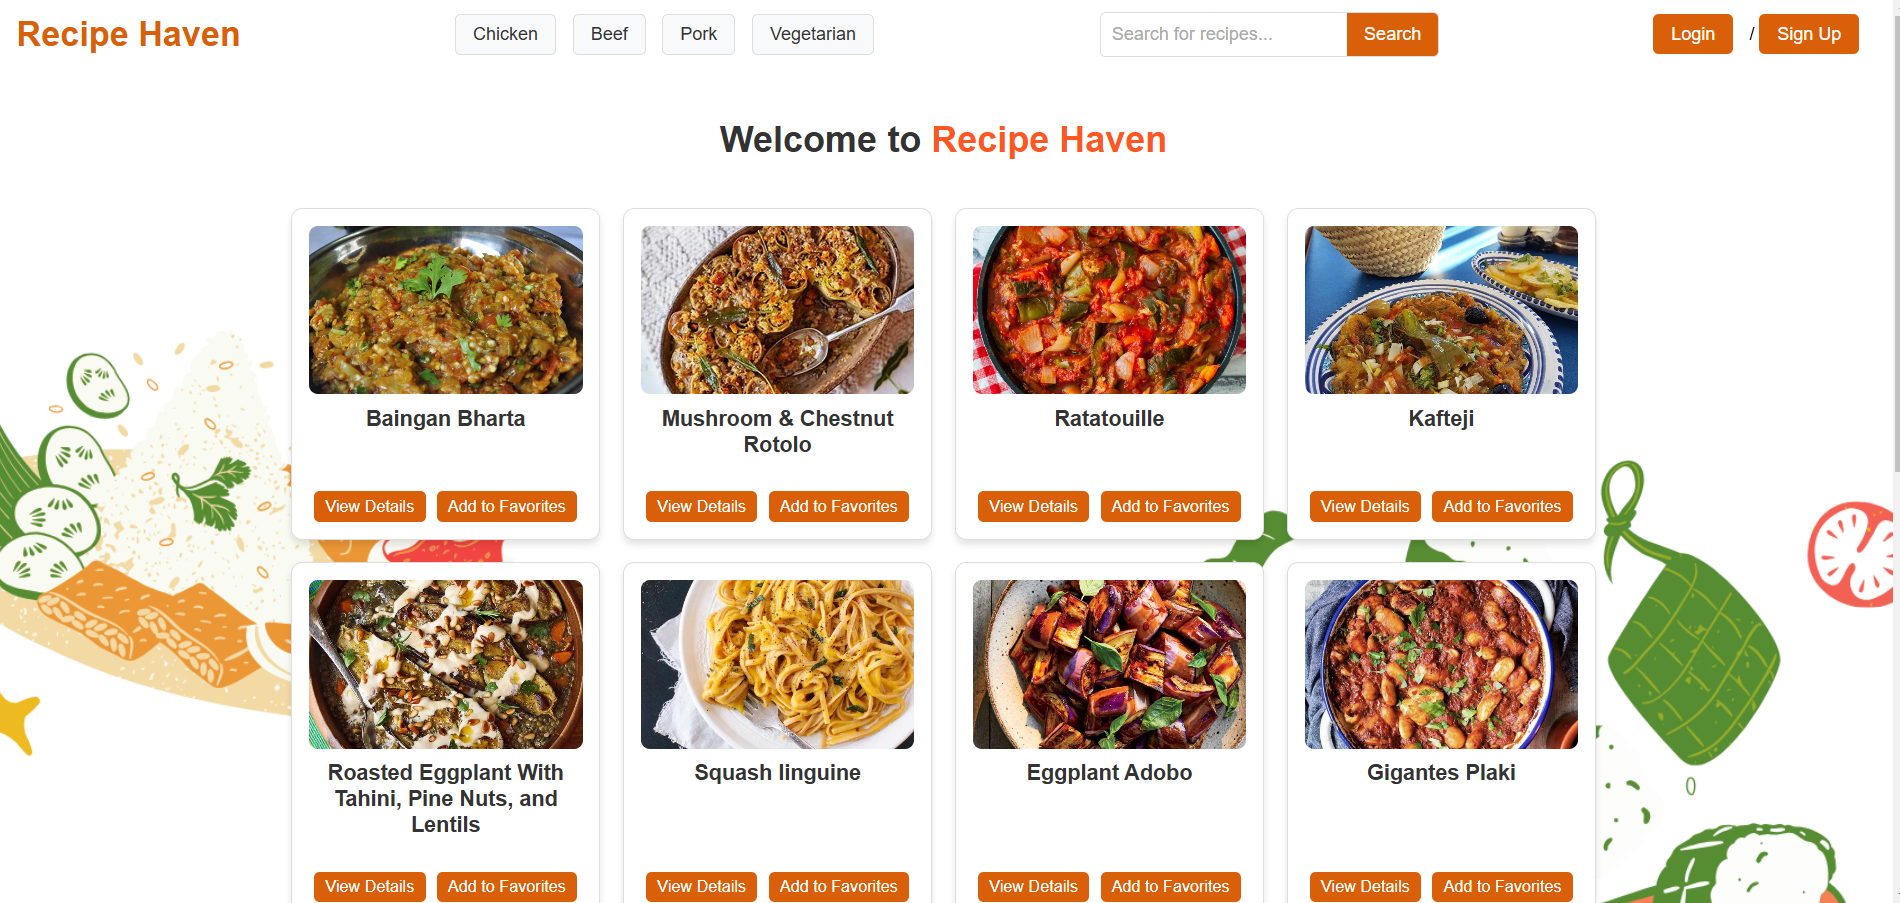 Recipe Haven
Chicken
Beef
Pork
Vegetarian
Search for recipes...
Search
Login
/
Sign Up
Welcome to Recipe Haven
Baingan Bharta
View Details
Add to Favorites
Mushroom & Chestnut
Rotolo
View Details
Add to Favorites
Ratatouille
View Details
Add to Favorites
Kafteji
View Details
Add to Favorites
Roasted Eggplant With
Tahini, Pine Nuts, and
Lentils
View Details
Add to Favorites
Squash linguine
View Details
Add to Favorites
Eggplant Adobo
View Details
Add to Favorites
Gigantes Plaki
View Details
Add to Favorites